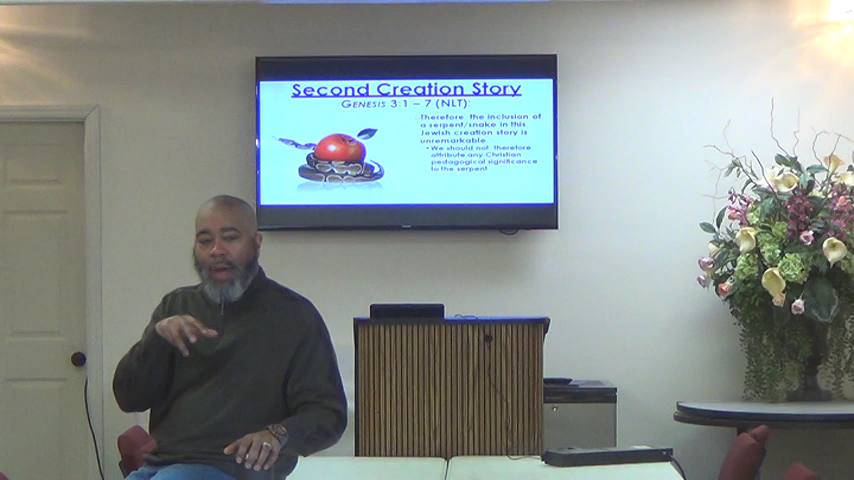 Second Creation Story
GENESIS 3:1 – 7 (NLT):
Therefore, the inclusion of
a serpent/snake in this
Jewish creation story is
unremarkable.
• We should not, therefore
attribute any Christian
pedagogical significance
to the serpent.